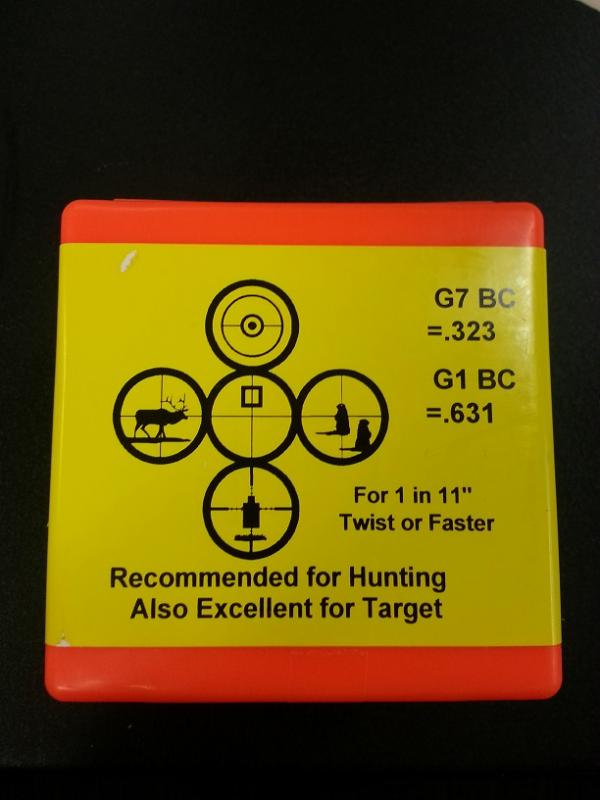 G7 BC
=.323
G1 BC
=.631
For 1 in 11"
Twist or Faster
Recommended for Hunting
Also Excellent for Target